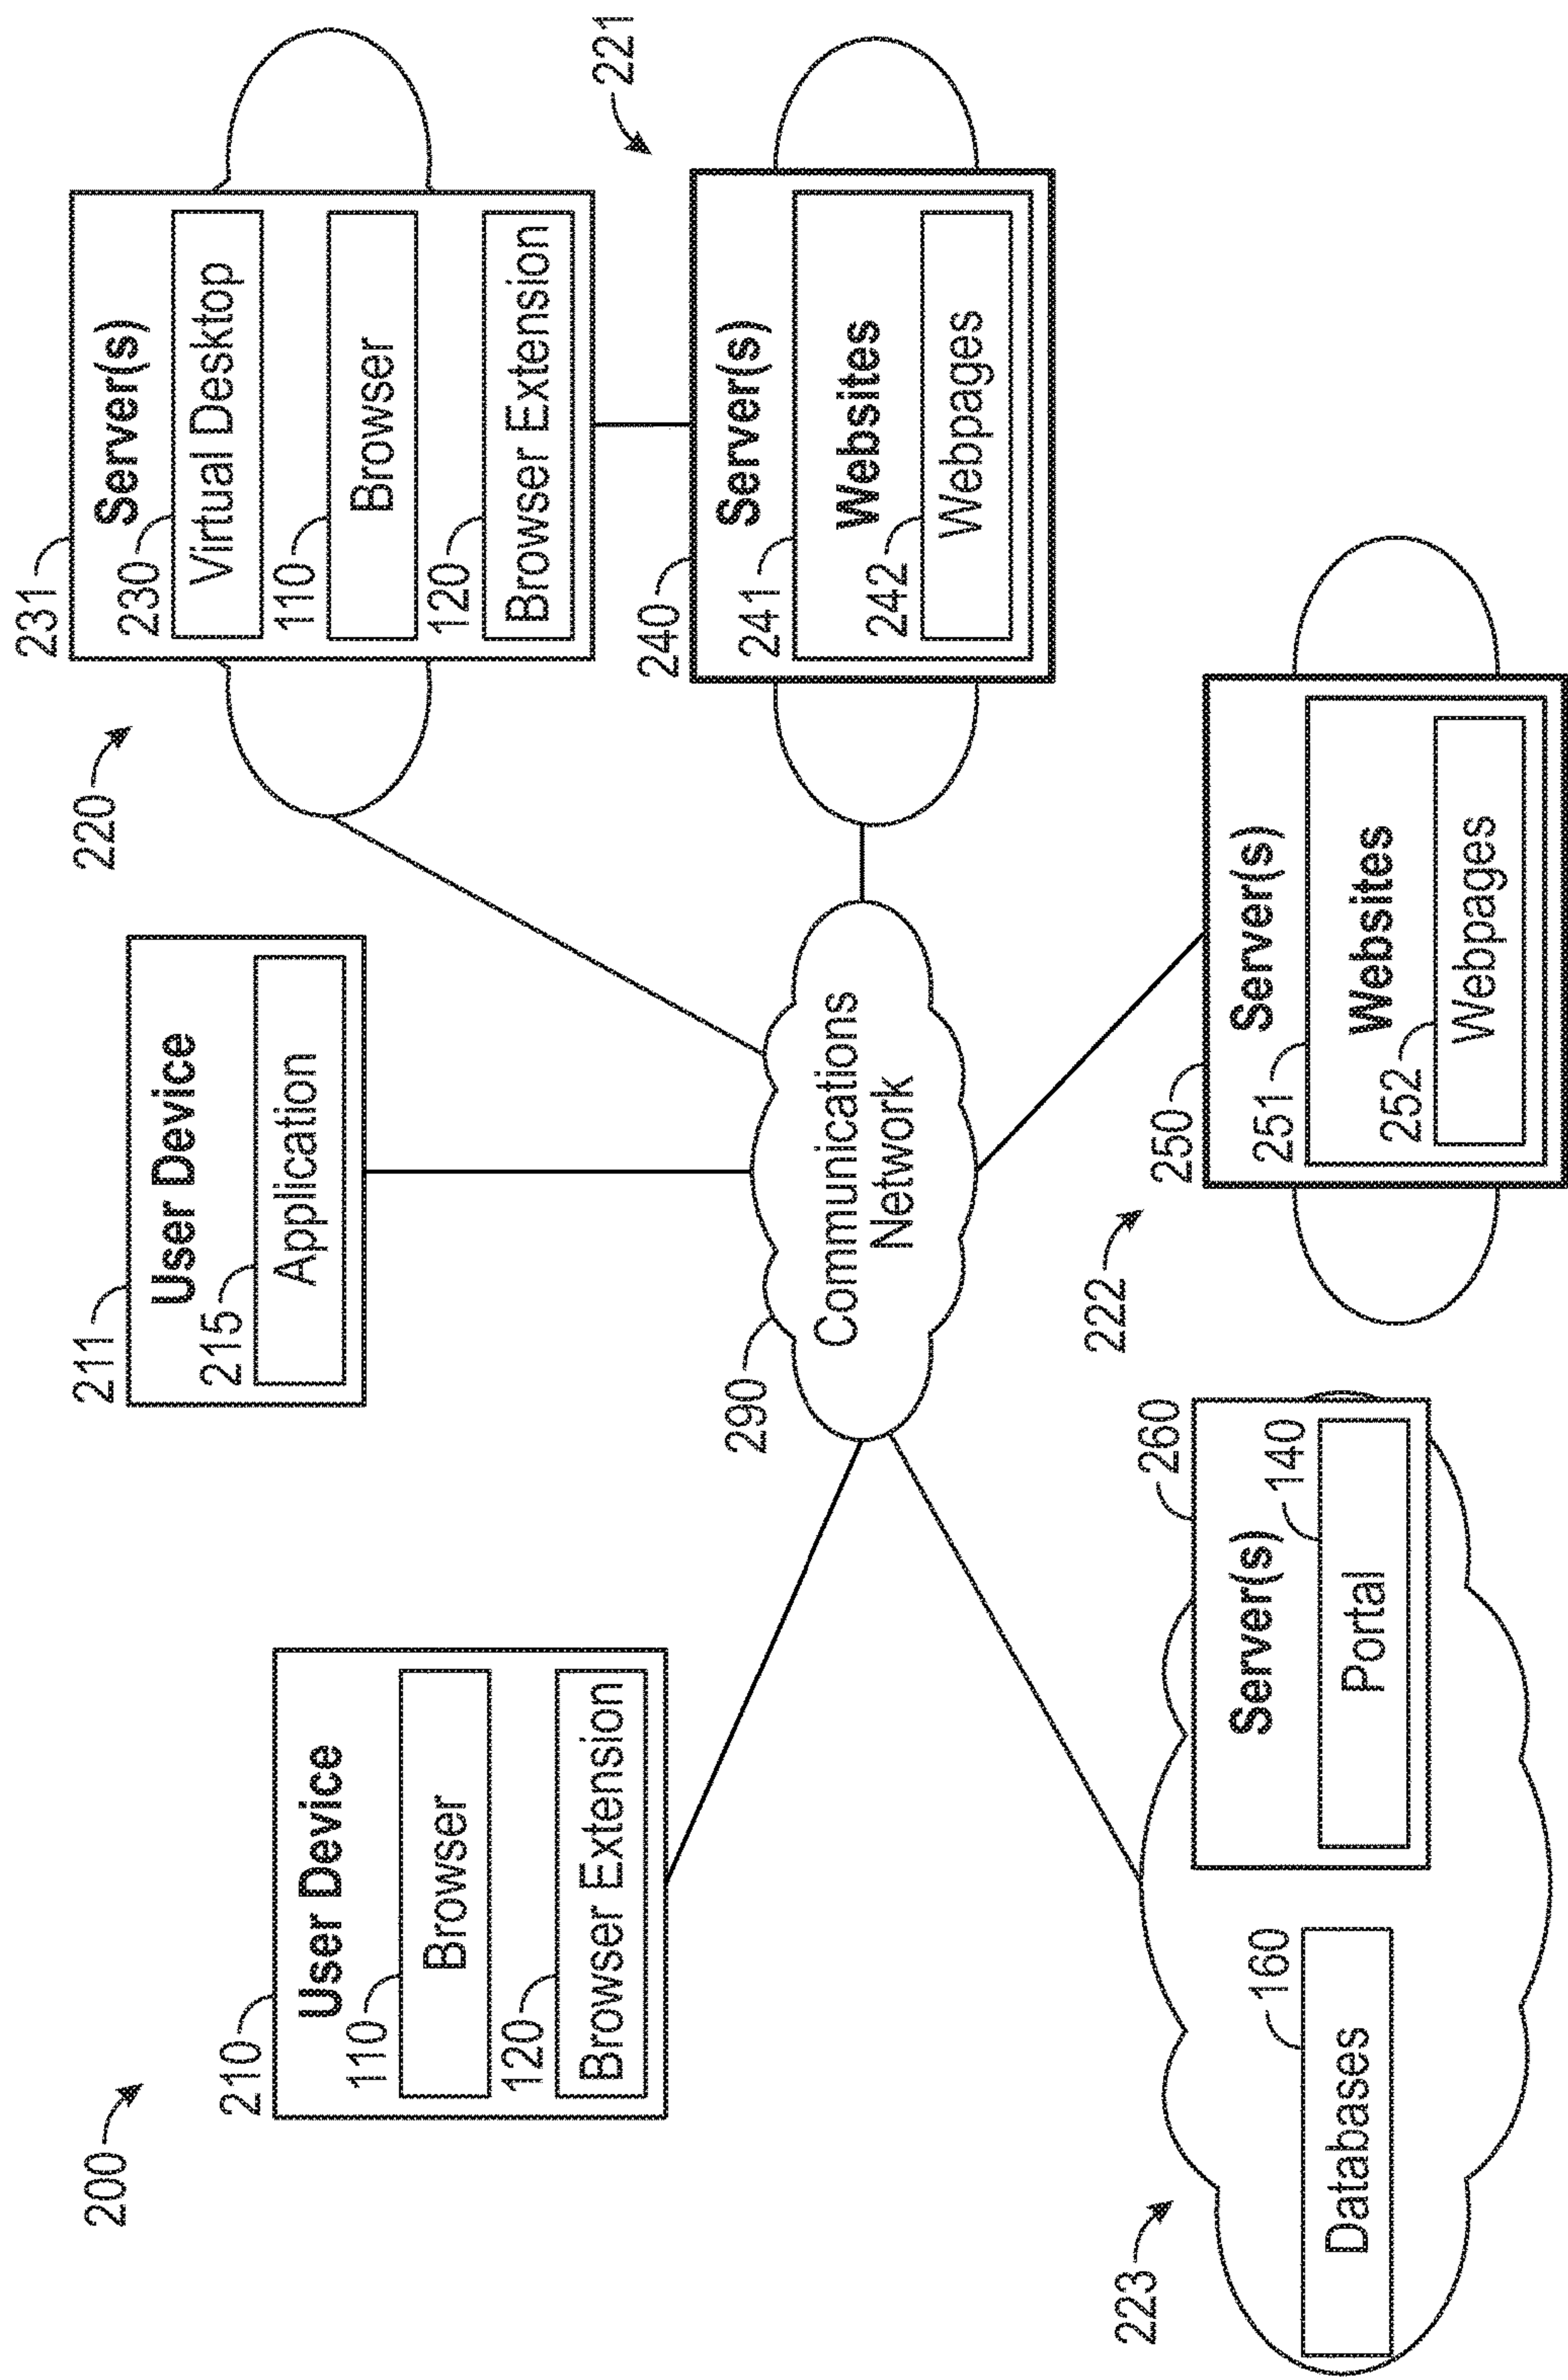 200
210
User Device
110
Browser
120
Browser Extension
211
User Device
215
Application
220
231
Server(s)
230
Virtual Desktop
110
Browser
120
Browser Extension
221
240
Server(s)
241
Websites
242
Webpages
290
Communications
Network
223
160
Databases
260
Server(s)
140
Portal
222
250
Server(s)
251
Websites
252
Webpages